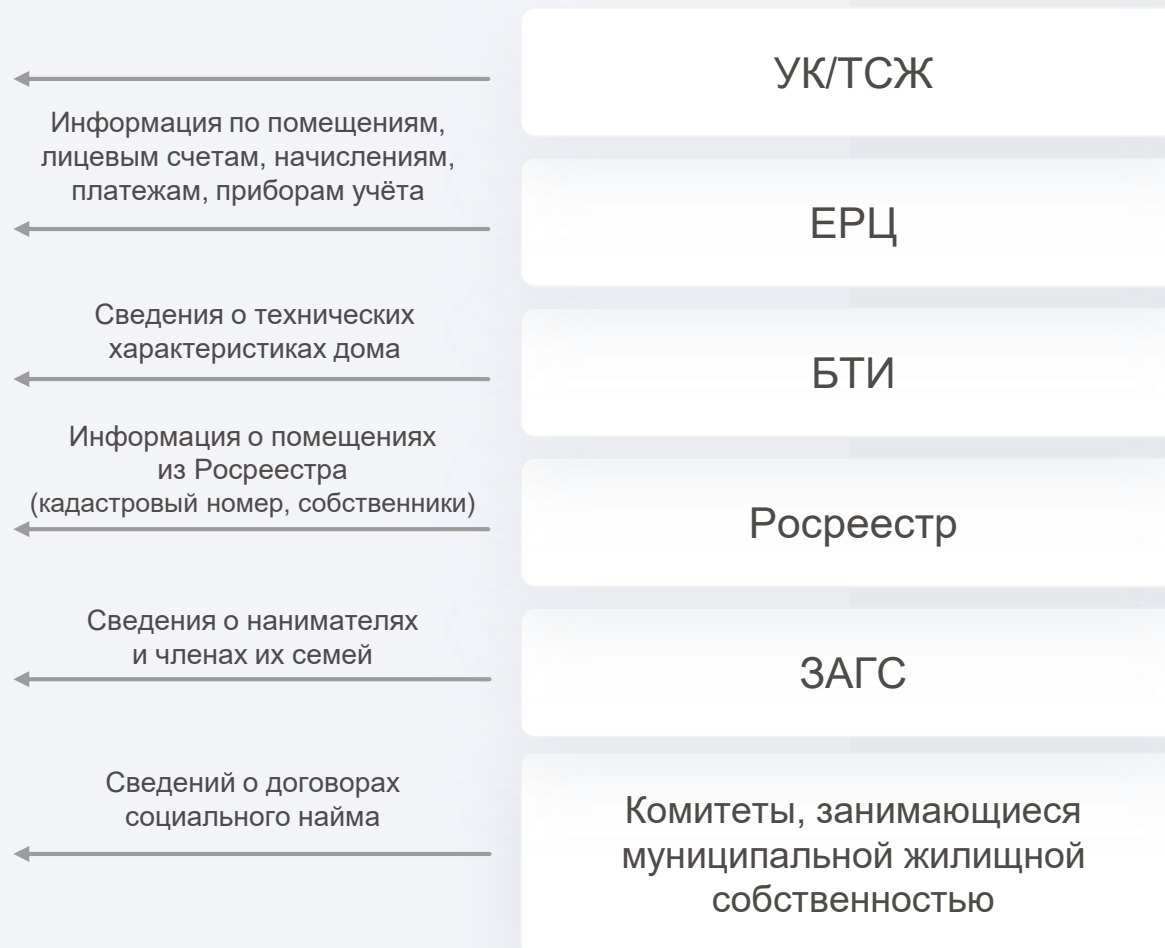 УК/ТСЖ
Информация по помещениям,
лицевым счетам, начислениям,
платежам, приборам учёта
ЕРЦ
Сведения о технических
характеристиках дома
БТИ
Информация о помещениях
из Росреестра
(кадастровый номер, собственники)
Росреестр
Сведения о нанимателях
и членах их семей
ЗАГС
Сведений о договорах
социального найма
Комитеты, занимающиеся
муниципальной жилищной
собственностью